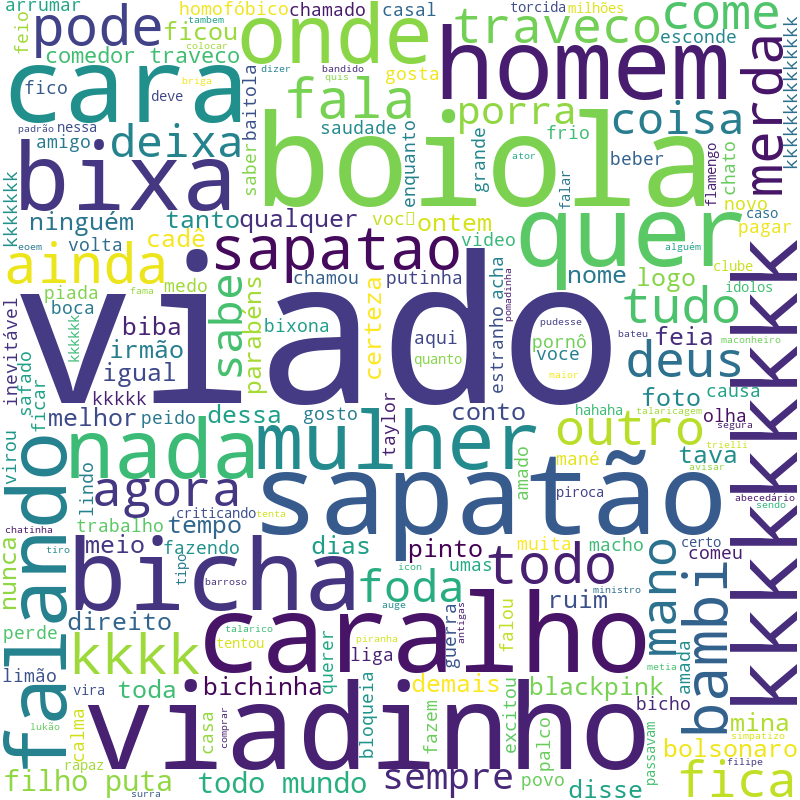 arrumar
homofóbico
chamado
casal
torcida
milhões
come
também
pode
ficou
onde
traveco
esconde
feio
colocar
comedor traveco
dizer
bandido
gosta
homem
cara
fico
deve
briga
quis
fala
baitola
porra
coisa
merda
kkkkkkkkkk
padrão
nessa
amigo
deixa
saudade
enquanto
grande
frio
beber
flamengo
chato
boiola
ator
falar
saber
novo
caso
bixa
kkkkkkk
ninguém
tanto
qualquer
ontem
pagar
eoem
volta
cadê
sapatao
video
quer
alguém
ainda
piada
medo
chamou
putinha
nome
logo
clube
ídolos
fama
boca
parabéns
sabe
certeza
estranho acha
pomadinha
tudo
viado
biba
bixona
aqui
pudesse
bateu
maconheiro
inevitável
kkkkkk
irmão
quanto
pornô
voce
feia
deus
safado
igual
maior
foto
causa
kkkkk
ficar
melhor
peido
dessa
gosto
taylor
conto
hahaha
talaricagem
olha
segura
virou
lindo
nada
mulher
outro
mané
tava
trielli
avisar
falando
criticando
amado
piroca
abecedário
agora
sapatão
tenta
sendo
kkkkkkkkkk
chatinha
trabalho
tempo
nunca
tiro
meio
fazendo
dias
pinto
muita
macho
certo
comeu
bicha
tipo
barroso
icon
umas
todo
mano
perde
direito
auge
foda
ruim
ministro
bambi
limão
talarico
tentou
caralho
piranha
guerra
antigas
falou
metia
kkkk
vira
toda
bichinha
liga
querer
bloqueia
demais
excitou
blackpink
amada
bicho
mina
lukão
calma
viadinho
casa
comprar
fazem
palco
passavam
simpatizo
bolsonaro
rapaz
filipe
filho puta
surra
todo mundo
sempre
povo
disse
fica